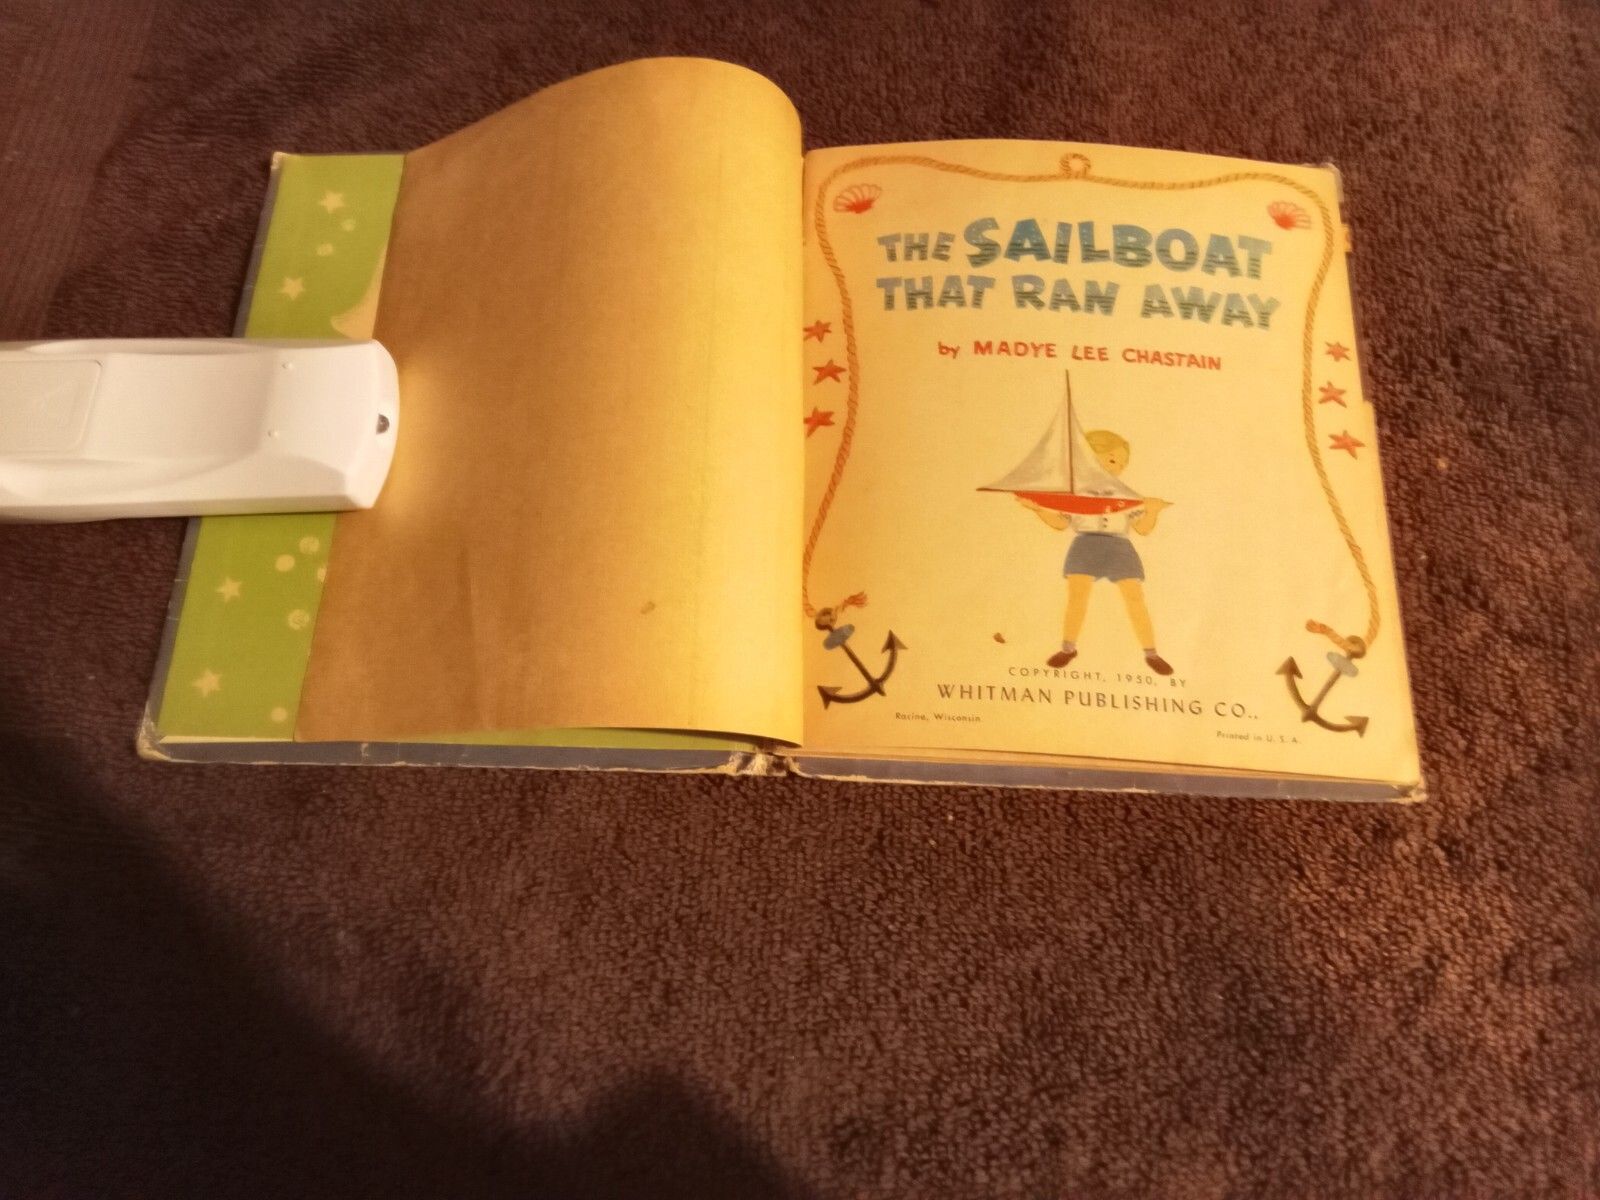 THE SAILBOAT
THAT RAN AWAY
by MADYE LEE CHASTAIN
COPYRIGHT, 1950, BY
WHITMAN PUBLISHING CO.,
Racine, Wisconsin
Printed in U. S. A.